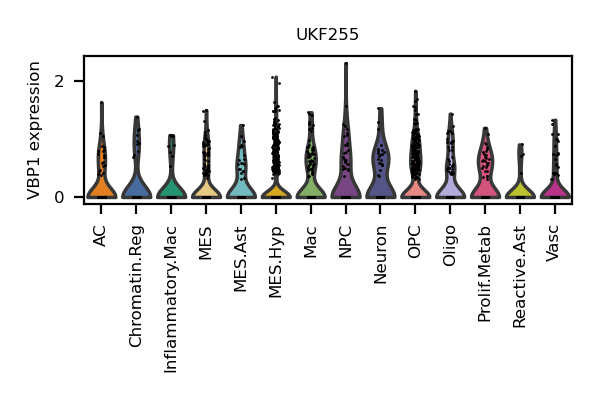 UKF255
VBP1 expression
2
0
AC
Chromatin.Reg
Inflammatory.Mac
MES
MES.Ast
MES.Hyp
Mac
NPC
Neuron
OPC
Oligo
Prolif.Metab
Reactive.Ast
Vasc